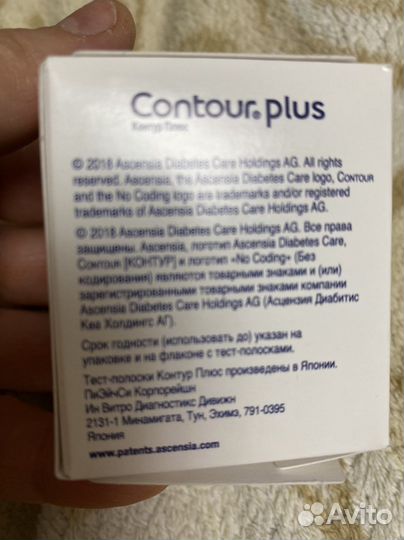 Contour® plus
Контур Плюс
© 2018 Ascensia Diabetes Care Holdings AG. All rights
reserved. Ascensia, the Ascensia Diabetes Care logo, CONTOUR
and the No Coding logo are trademarks and/or registered
trademarks of Ascensia Diabetes Care Holdings AG.
© 2018 Ascensia Diabetes Care Holdings AG. Все права
защищены. Ascensia, логотип Ascensia Diabetes Care,
CONTOUR [КОНТУР] и логотип «No Coding» (Без
кодирования) являются товарными знаками и (или)
зарегистрированными товарными знаками компании
Ascensia Diabetes Care Holdings AG (Асцензия Диабитис
Кеа Холдингс АГ).
Срок годности (использовать до) указан на
упаковке и на флаконе с тест-полосками.
Тест-полоски Контур Плюс произведены в Японии.
ПиЭйчСи Корпорейшн
Ин Витро Диагностикс Дивижн
2131-1 Минамигата, Тун, Эхимэ, 791-0395
Япония
www.patents.ascensia.com
Avito